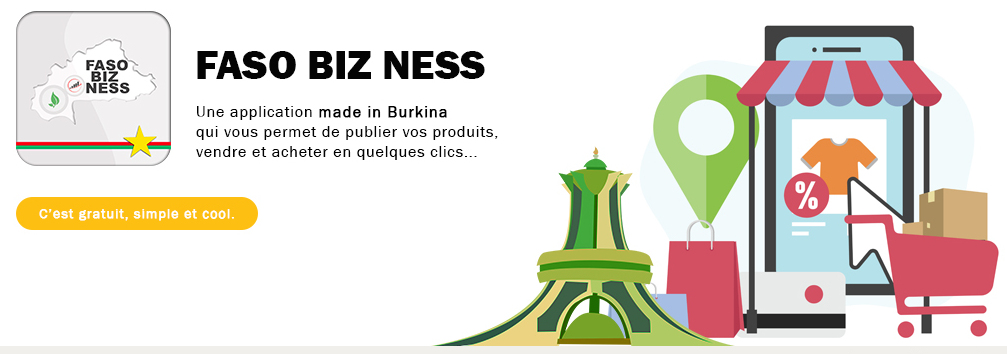 FASO
BIZ
NESS
FASO BIZ NESS
Une application made in Burkina
qui vous permet de publier vos produits,
vendre et acheter en quelques clics...
C'est gratuit, simple et cool.
%